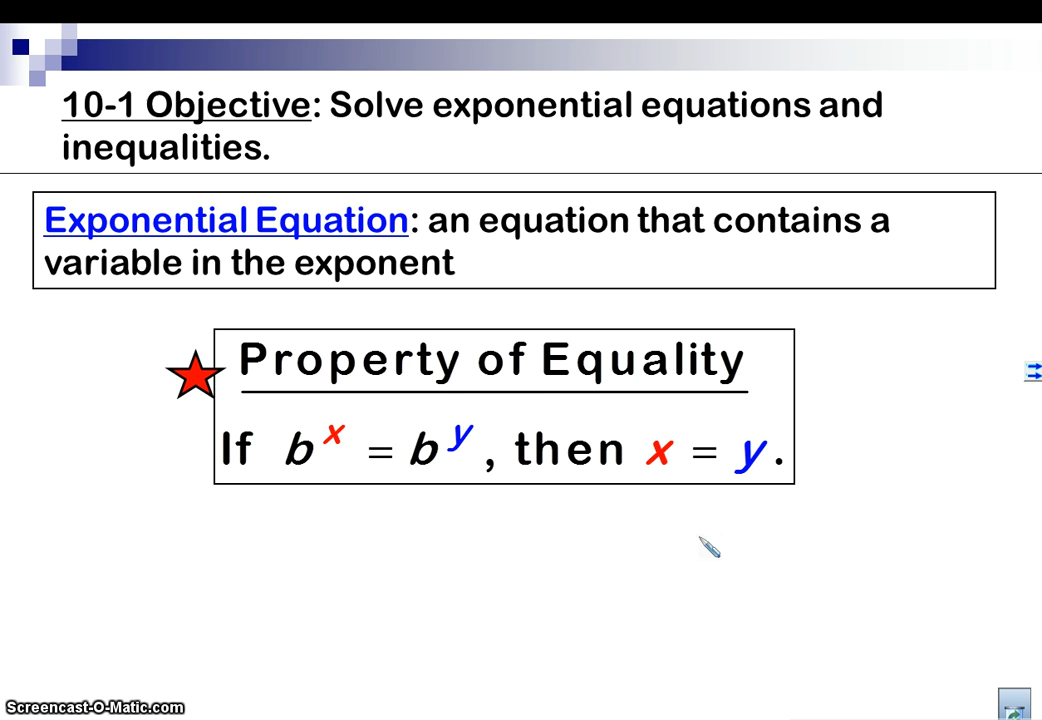 10-1 Objective: Solve exponential equations and
inequalities.
Exponential Equation: an equation that contains a
variable in the exponent
Property of Equality
If b^x = b^y, then x = y.
Screencast-O-Matic.com